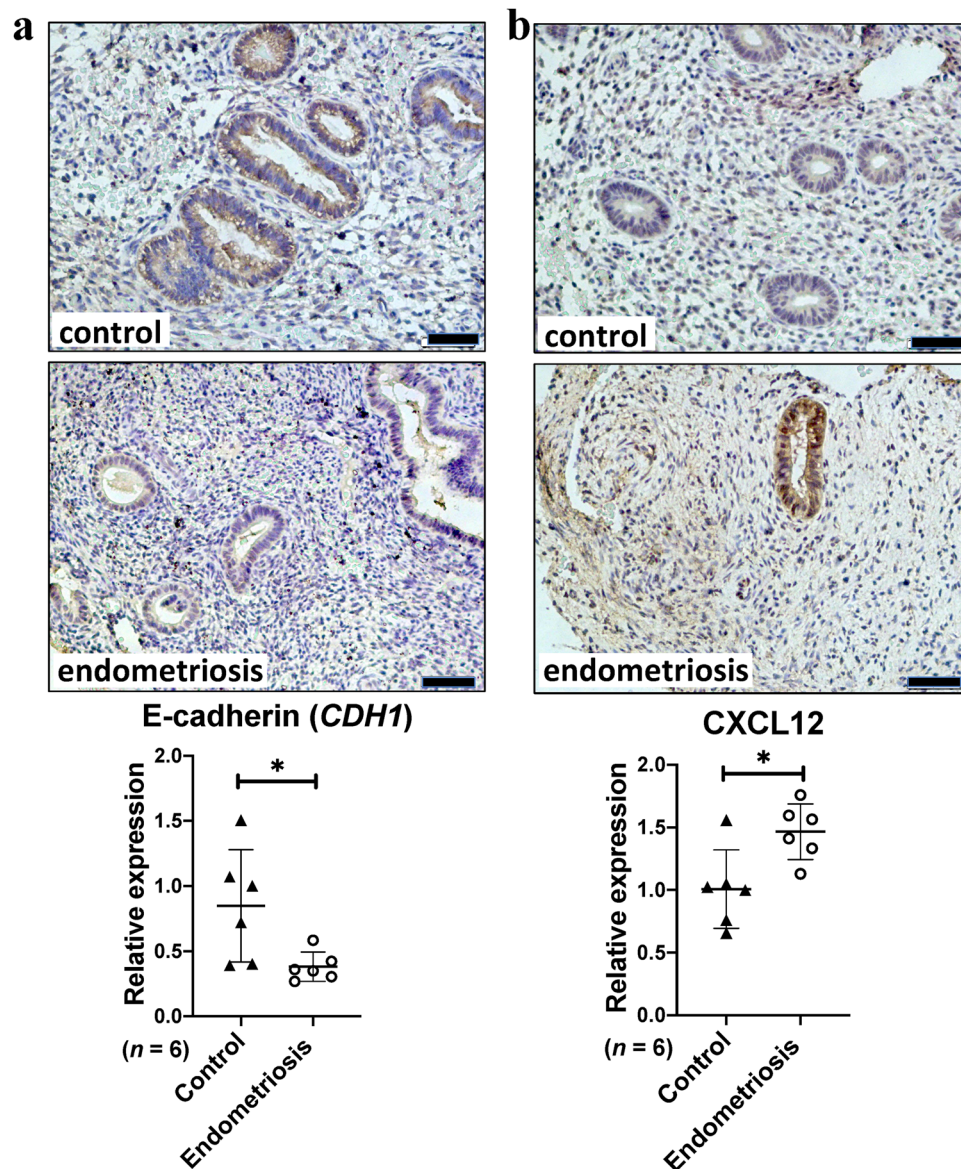 a
control
endometriosis
E-cadherin (CDH1)
*
Relative expression
2.0
1.5
1.0
0.5
0.0
(n = 6)
Control
Endometriosis
b
control
endometriosis
CXCL12
*
Relative expression
2.0
1.5
1.0
0.5
0.0
(n = 6)
Control
Endometriosis